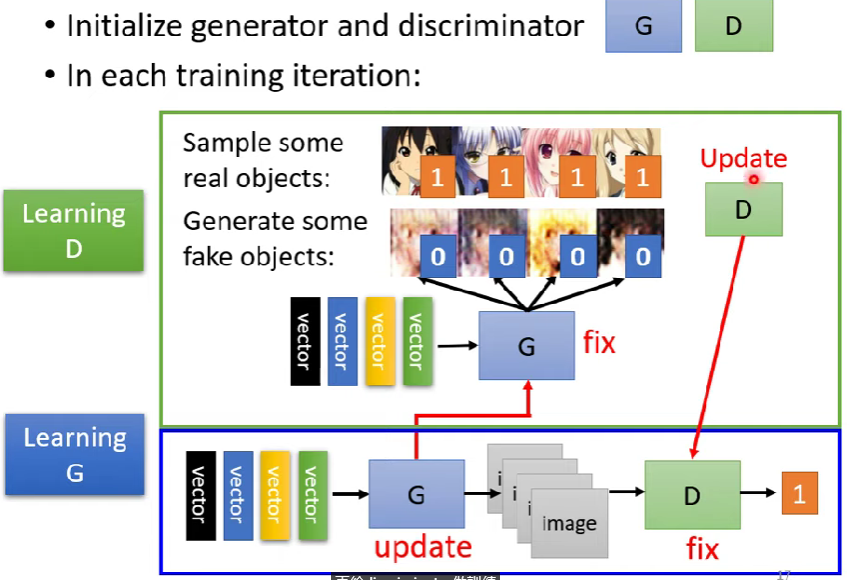 • Initialize generator and discriminator G D
• In each training iteration:
Sample some
real objects:
1 1 1 1
Update
D
Learning
D
Generate some
fake objects:
0 0 0 0
vector vector vector vector
G
fix
Learning
G
vector vector vector vector
G
update
i
i
i
image
D
fix
1
17